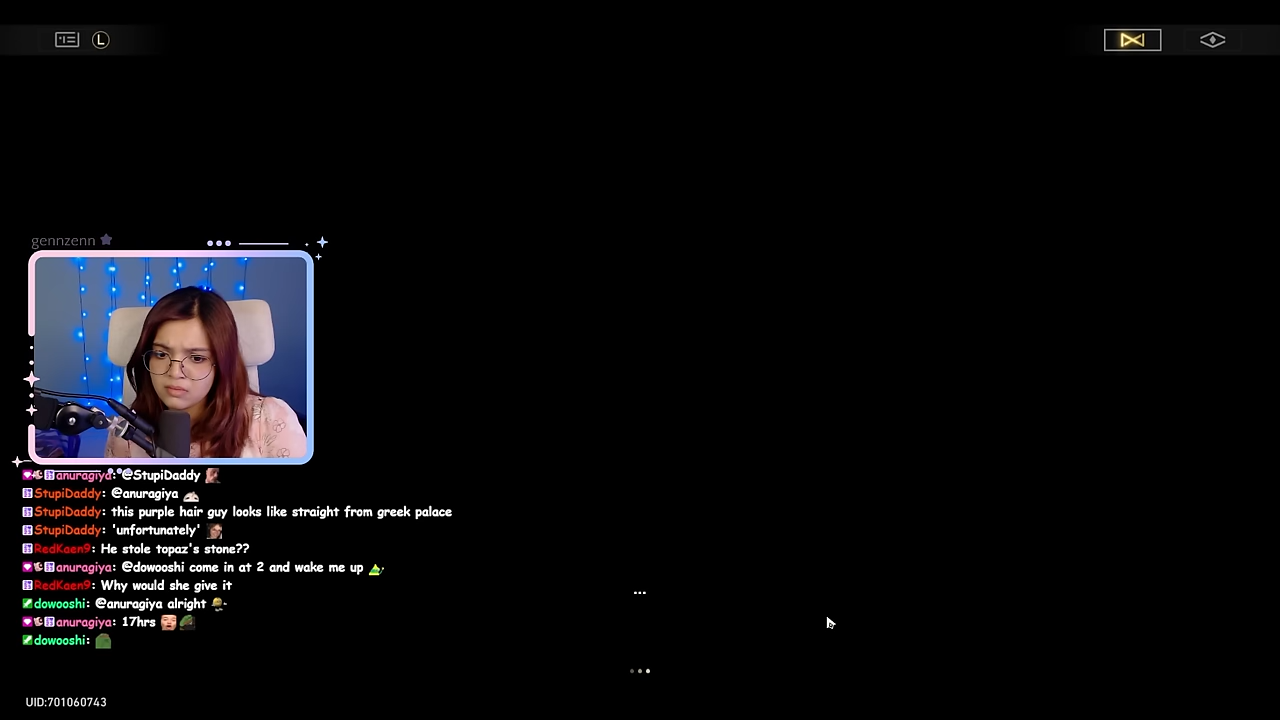 L
gennzenn
anuragiya: @StupiDaddy
StupiDaddy: @anuragiya
StupiDaddy: this purple hair guy looks like straight from greek palace
StupiDaddy: 'unfortunately'
RedKaen9: He stole topaz's stone??
anuragiya: @dowooshi come in at 2 and wake me up
RedKaen9: Why would she give it
dowooshi: @anuragiya alright
anuragiya: 17hrs
dowooshi:
...
UID:701060743